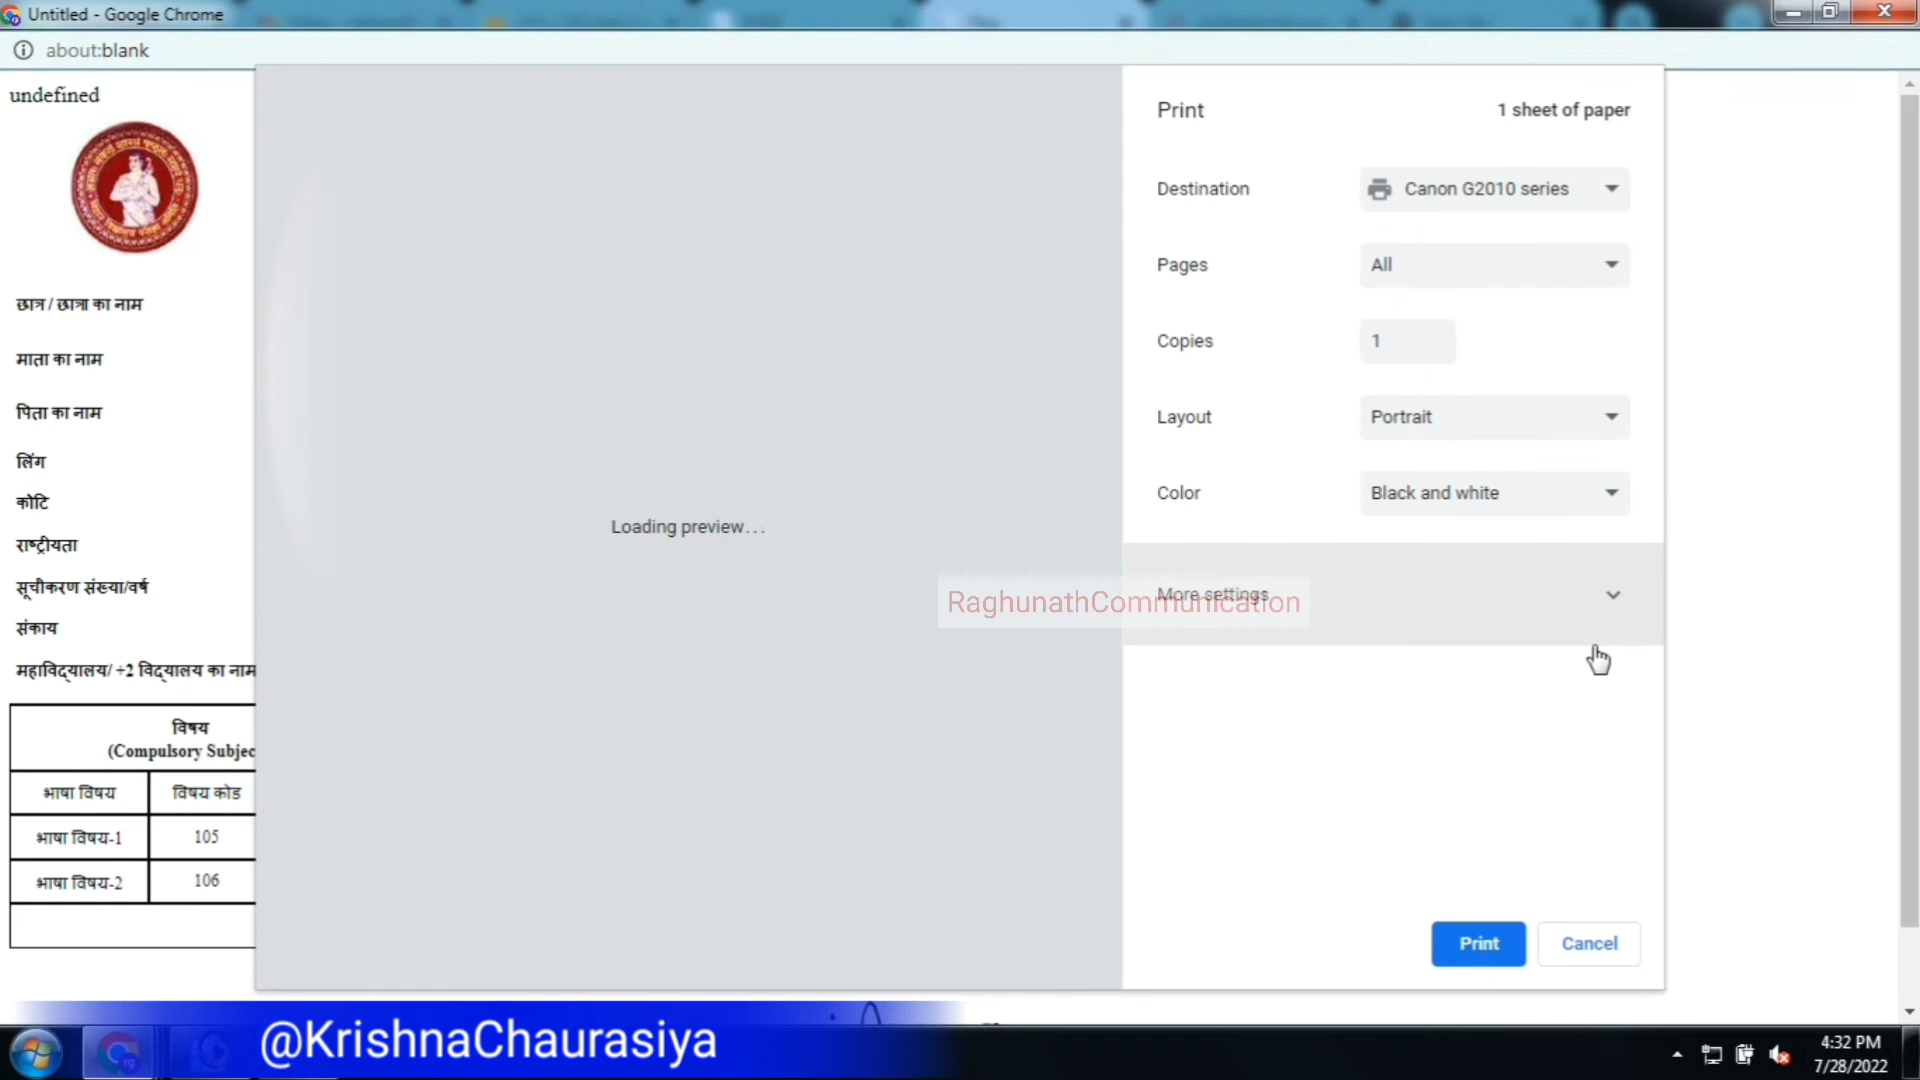 Untitled - Google Chrome
about:blank
undefined
छात्र / छात्रा का नाम
माता का नाम
पिता का नाम
लिंग
कोटि
राष्ट्रीयता
सूचीकरण संख्या/वर्ष
संकाय
महाविद्यालय/ +2 विद्यालय का नाम
विषय
(Compulsory Subjec
भाषा विषय विषय कोड
भाषा विषय-1 105
भाषा विषय-2 106
Loading preview...
Print 1 sheet of paper
Destination Canon G2010 series
Pages All
Copies 1
Layout Portrait
Color Black and white
More settings
RaghunathCommunication
Print Cancel
@KrishnaChaurasiya
4:32 PM
7/28/2022